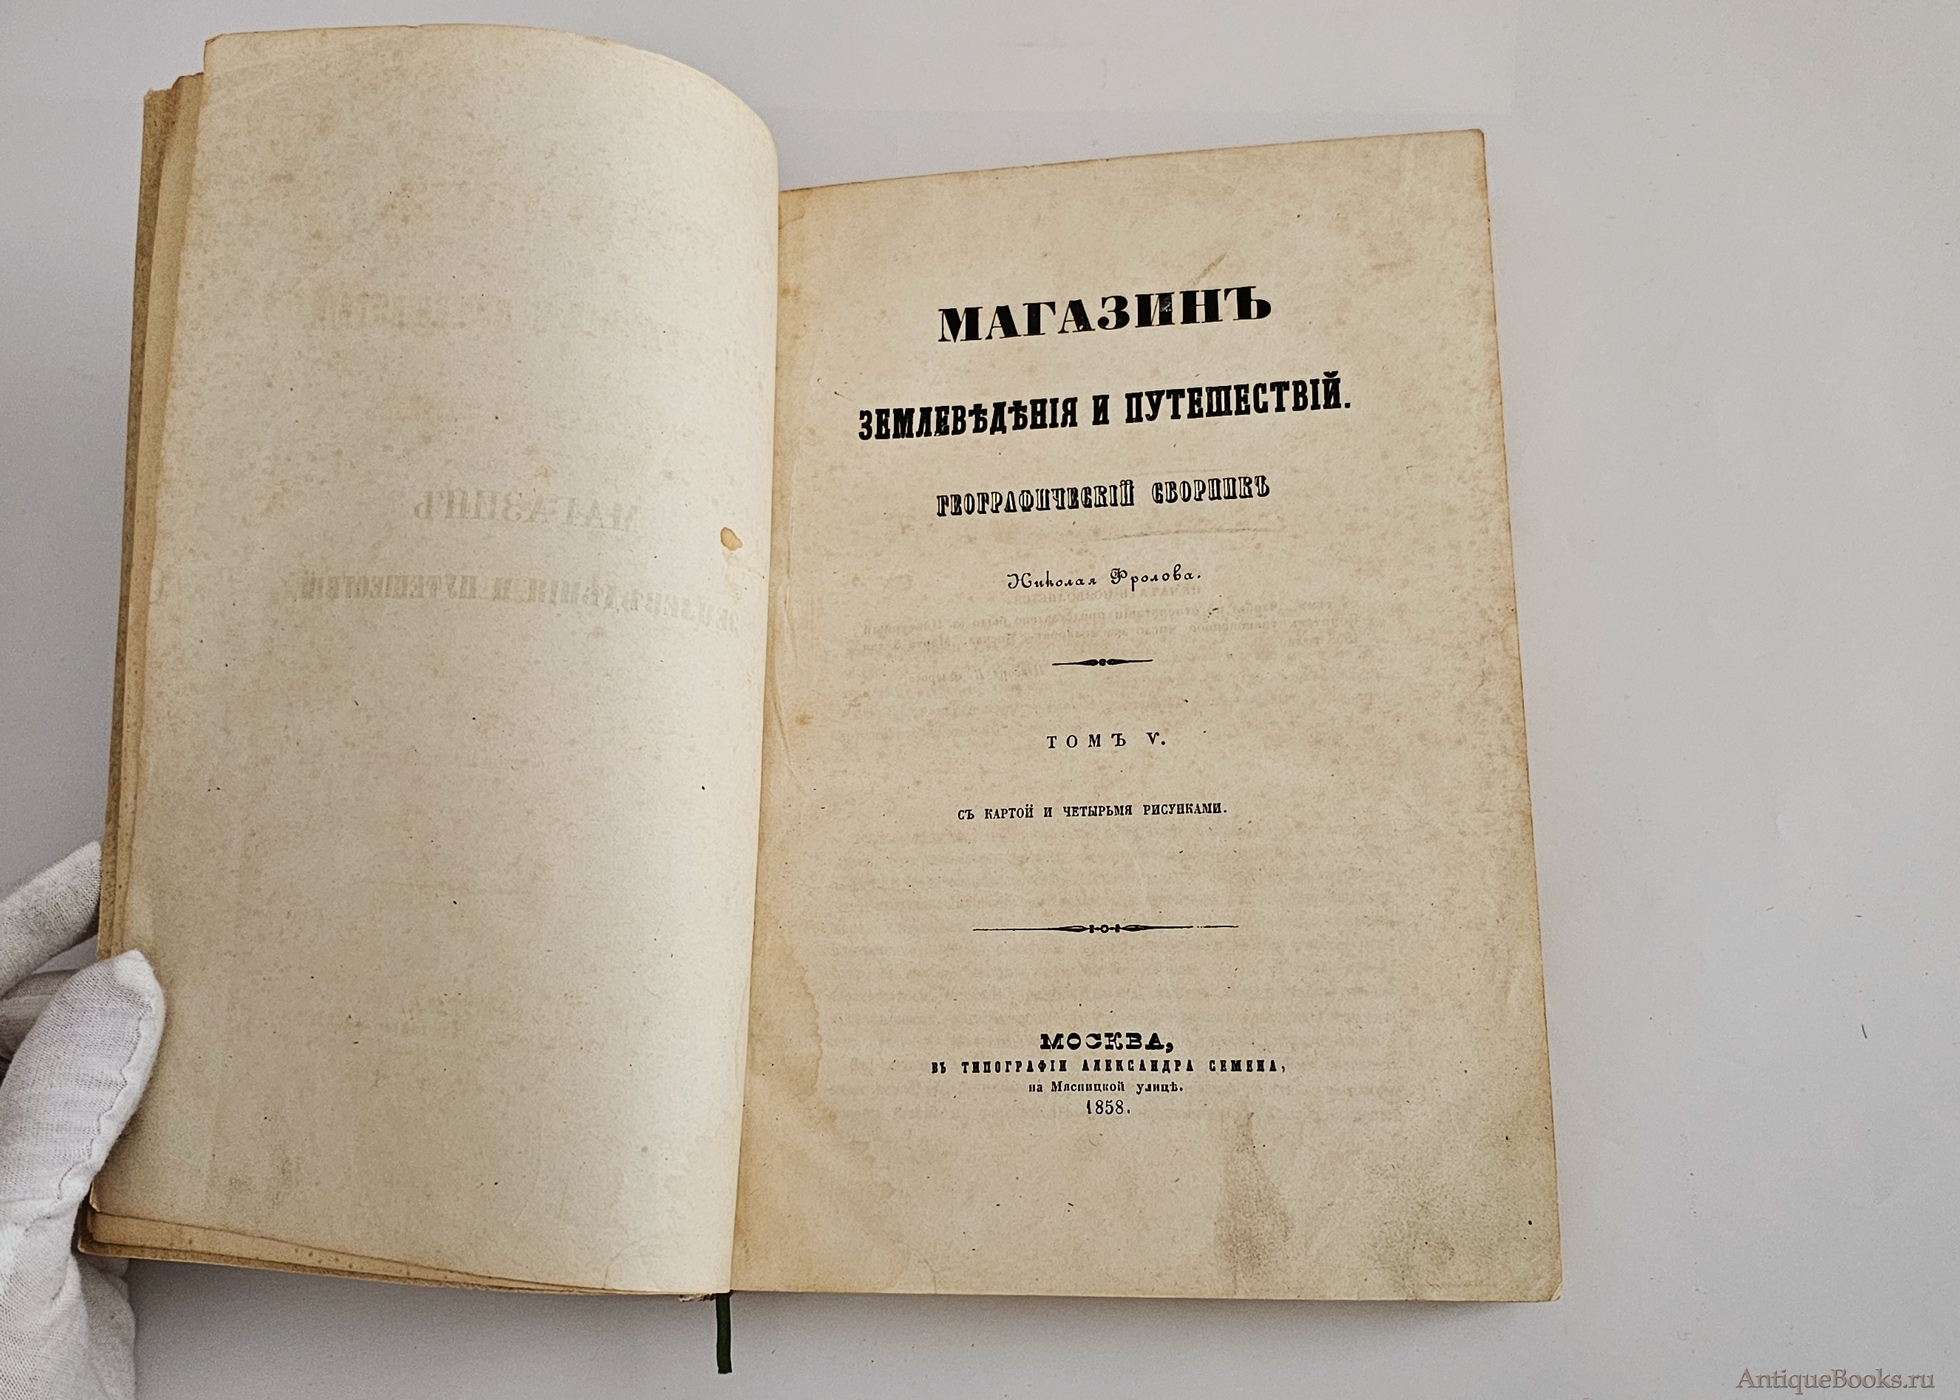 МАГАЗИНЪ
ЗЕМЛЕВѢДѢНІЯ И ПУТЕШЕСТВІЙ.
ГЕОГРАФИЧЕСКІЙ СБОРНИКЪ
Николая Фролова.
ТОМЪ V.
СЪ КАРТОЙ И ЧЕТЫРЬМЯ РИСУНКАМИ.
МОСКВА,
ВЪ ТИПОГРАФІИ АЛЕКСАНДРА СЕМЕНА,
на Мясницкой улицѣ.
1858.
AntiqueBooks.ru